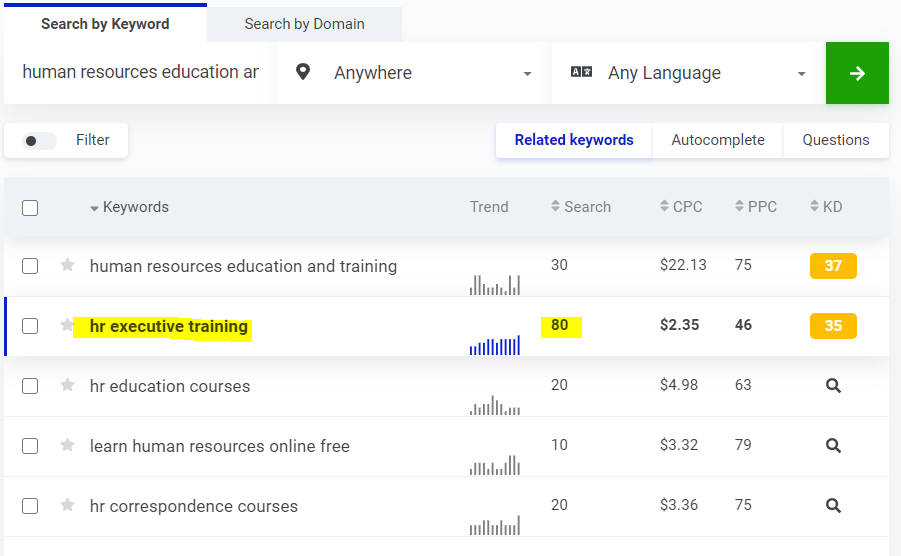 Search by Keyword Search by Domain
human resources education ar Anywhere Any Language
Filter Related keywords Autocomplete Questions
Keywords Trend Search CPC PPC KD
human resources education and training 30 $22.13 75 37
hr executive training 80 $2.35 46 35
hr education courses 20 $4.98 63
learn human resources online free 10 $3.32 79
hr correspondence courses 20 $3.36 75